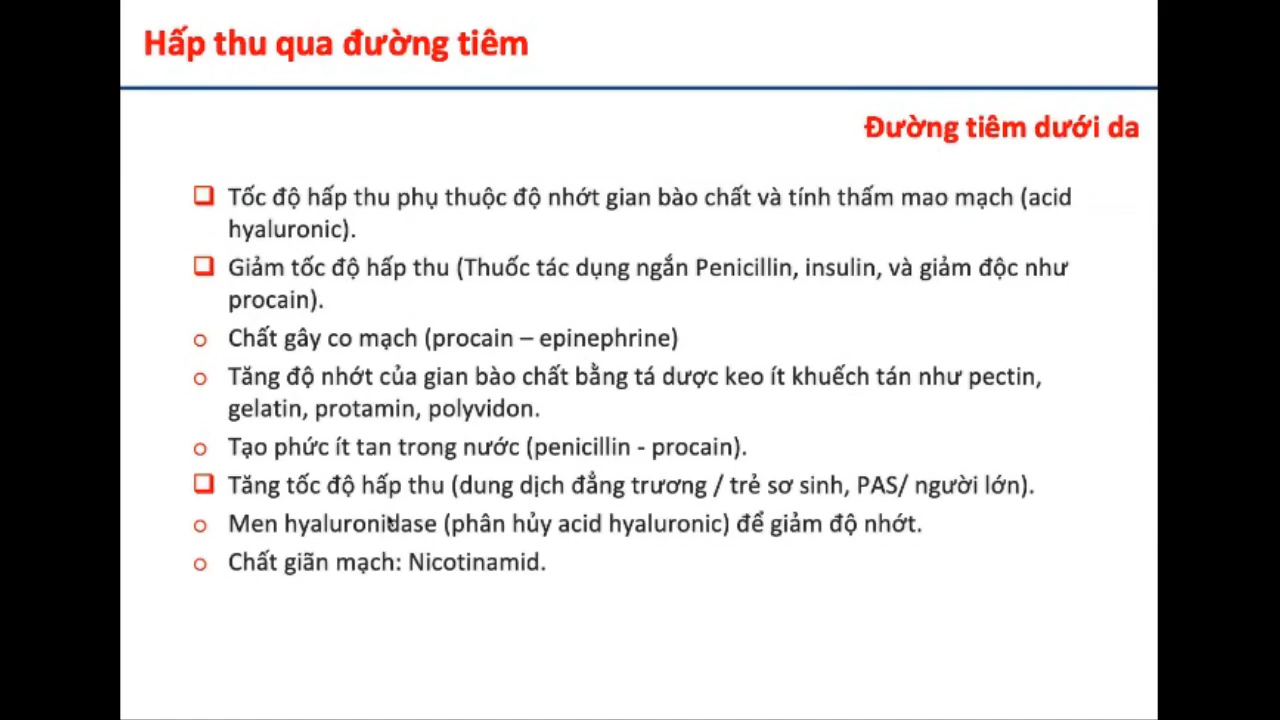 Hấp thu qua đường tiêm
Đường tiêm dưới da
Tốc độ hấp thu phụ thuộc độ nhớt gian bào chất và tính thấm mao mạch (acid
hyaluronic).
Giảm tốc độ hấp thu (Thuốc tác dụng ngắn Penicillin, insulin, và giảm độc như
procain).
Chất gây co mạch (procain – epinephrine)
Tăng độ nhớt của gian bào chất bằng tá dược keo ít khuếch tán như pectin,
gelatin, protamin, polyvidon.
Tạo phức ít tan trong nước (penicillin - procain).
Tăng tốc độ hấp thu (dung dịch đẳng trương / trẻ sơ sinh, PAS/ người lớn).
Men hyaluronidase (phân hủy acid hyaluronic) để giảm độ nhớt.
Chất giãn mạch: Nicotinamid.